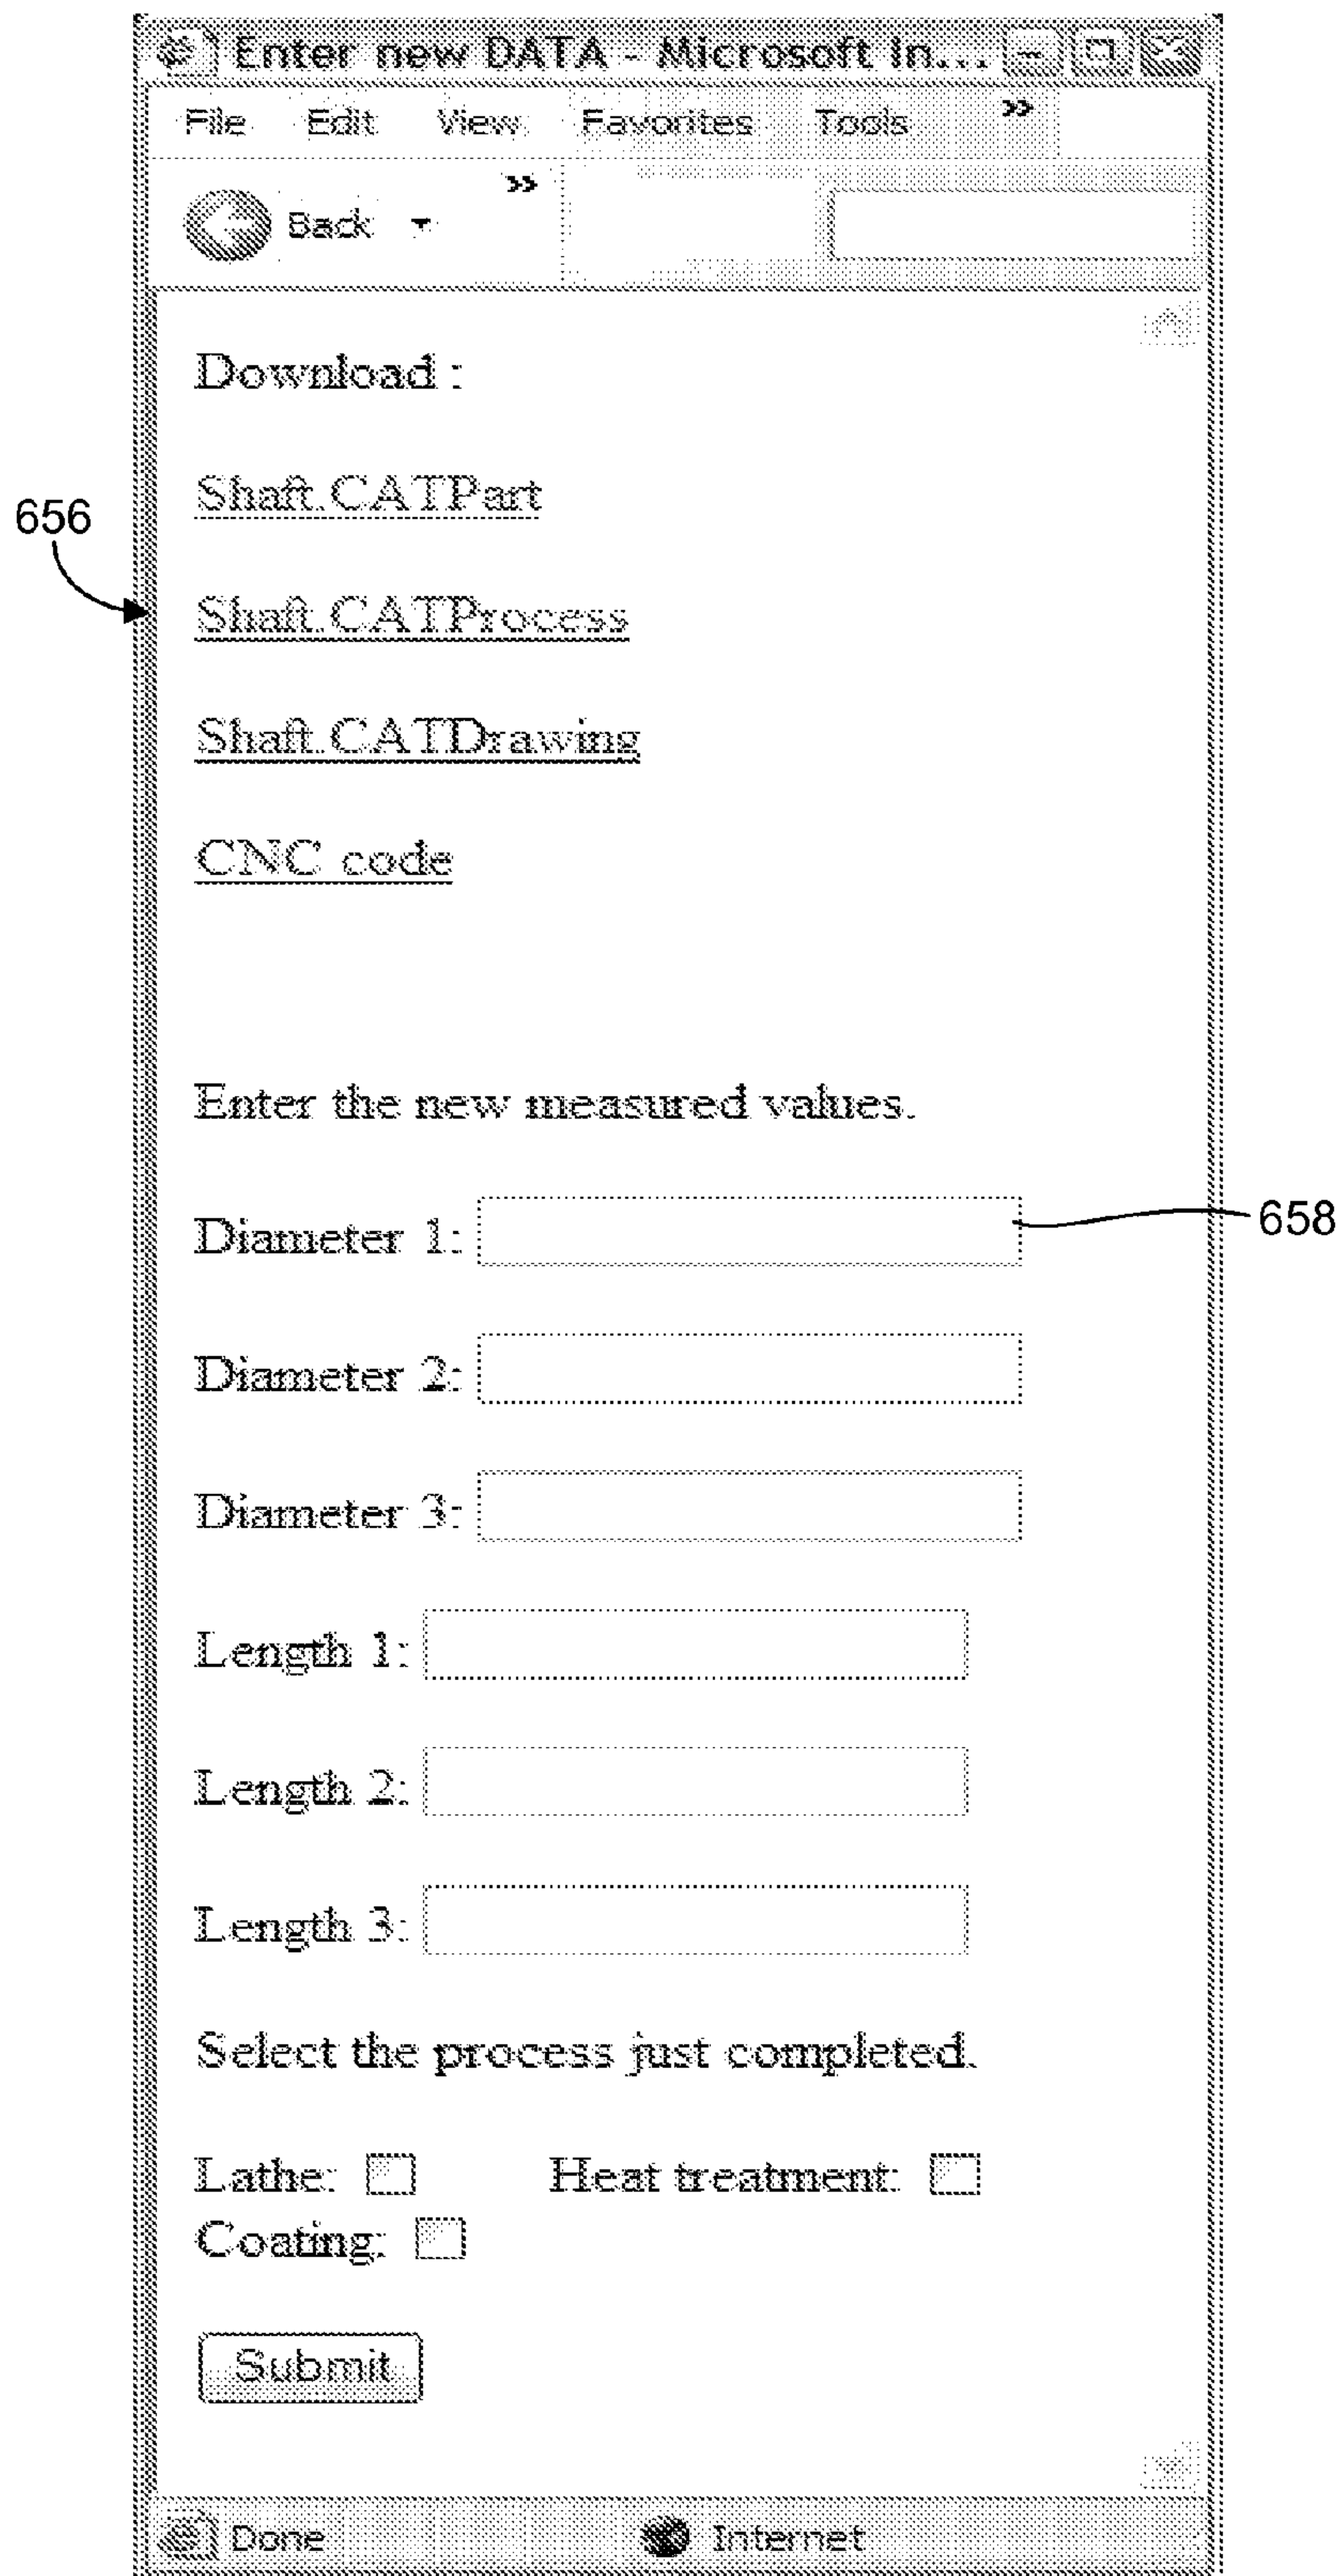 Enter new DATA - Microsoft In...
File Edit View Favorites Tools »
Back »
Download :
Shaft.CATPart
656
Shaft.CATProcess
Shaft.CATDrawing
CNC code
Enter the new measured values.
Diameter 1:
658
Diameter 2:
Diameter 3:
Length 1:
Length 2:
Length 3:
Select the process just completed.
Lathe: Heat treatment:
Coating:
Submit
Done Internet